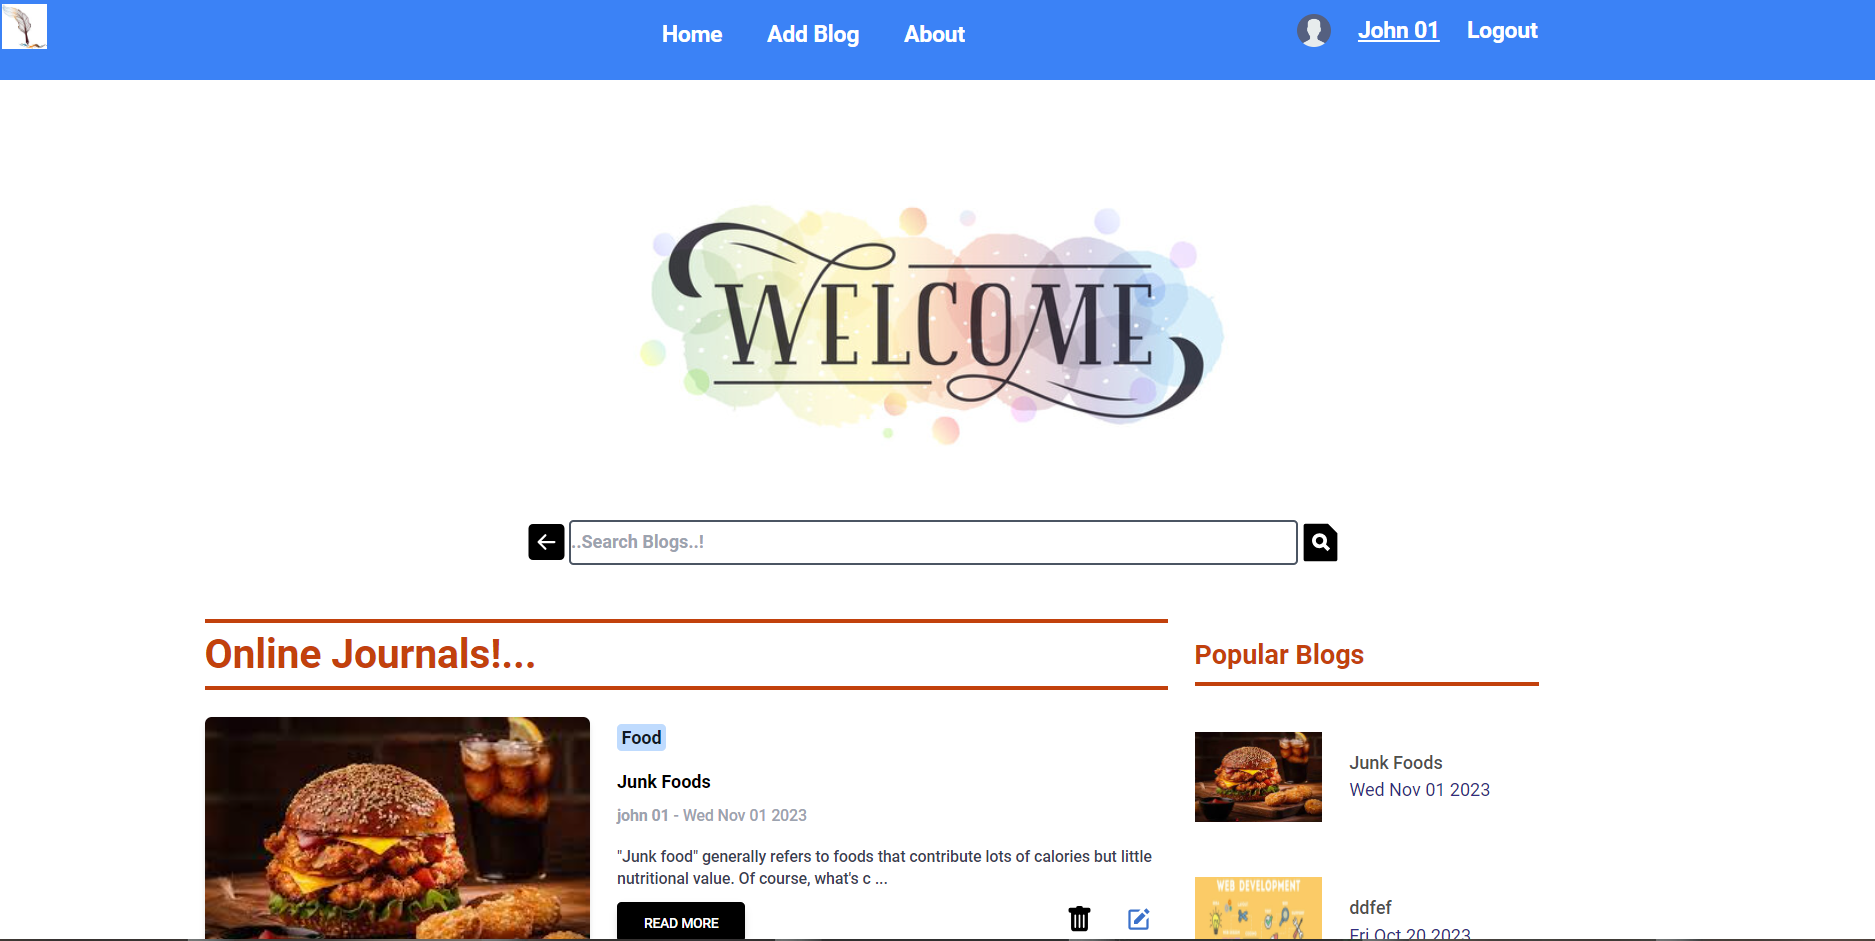 Home Add Blog About John 01 Logout
WELCOME
..Search Blogs..!
Online Journals!...
Food
Junk Foods
john 01 - Wed Nov 01 2023
"Junk food" generally refers to foods that contribute lots of calories but little
nutritional value. Of course, what's c ...
READ MORE
Popular Blogs
Junk Foods
Wed Nov 01 2023
WEB DEVELOPMENT
ddfef
Fri Oct 20 2023